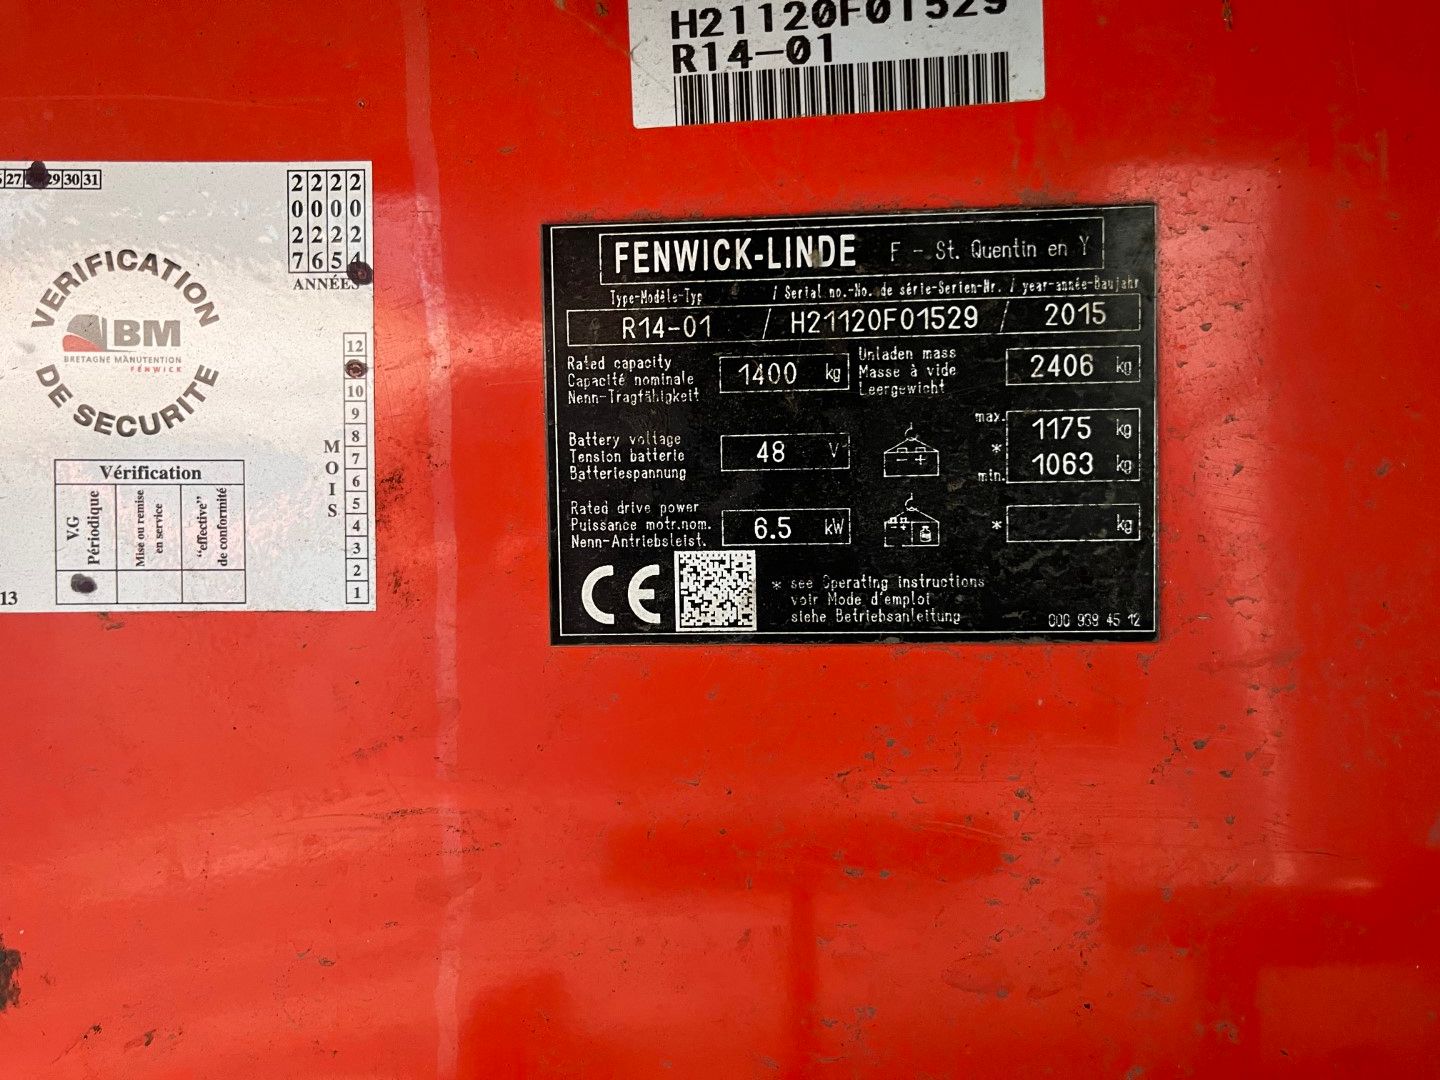 H21120F01529
R14-01
27 29 30 31
2 2 2 2
0 0 0 0
2 2 2 2
7 6 5 4
ANNÉES
VERIFICATION
LBM
BRETAGNE MANUTENTION
FENWICK
DE SECURITE
12
10
9
8
7
6
5
4
3
2
1
MOIS
Vérification
V.G Périodique
Mise ou remise en service
"effective" de conformité
13
FENWICK-LINDE F - St. Quentin en Y
Type-Modèle-Typ / Serial no.-No. de série-Serien-Nr. / year-année-Baujahr
R14-01 / H21120F01529 / 2015
Rated capacity
Capacité nominale
Nenn-Tragfähigkeit
1400 kg
Unladen mass
Masse à vide
Leergewicht
2406 kg
Battery voltage
Tension batterie
Batteriespannung
48 V
- +
max. 1175 kg
*
min. 1063 kg
Rated drive power
Puissance motr.nom.
Nenn-Antriebsleist.
6.5 kW
* kg
CE
* see Operating instructions
voir Mode d'emploi
siehe Betriebsanleitung
000 938 45 12